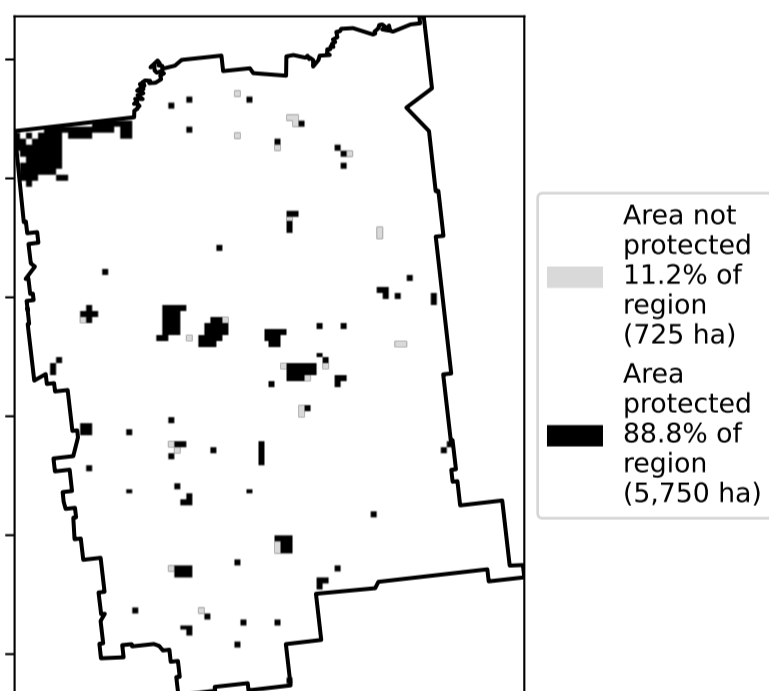 Area not
protected
11.2% of
region
(725 ha)
Area
protected
88.8% of
region
(5,750 ha)